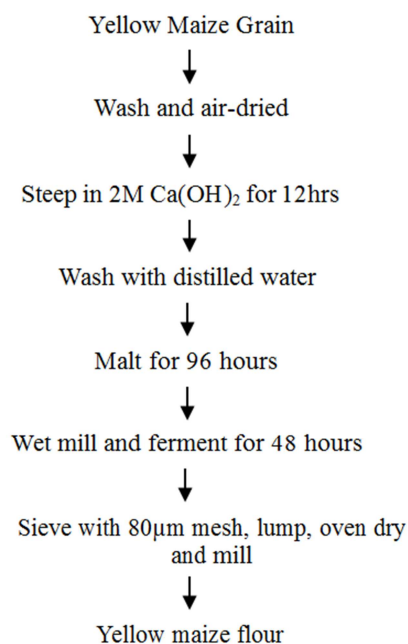 Yellow Maize Grain
Wash and air-dried
Steep in 2M Ca(OH)₂ for 12hrs
Wash with distilled water
Malt for 96 hours
Wet mill and ferment for 48 hours
Sieve with 80µm mesh, lump, oven dry
and mill
Yellow maize flour